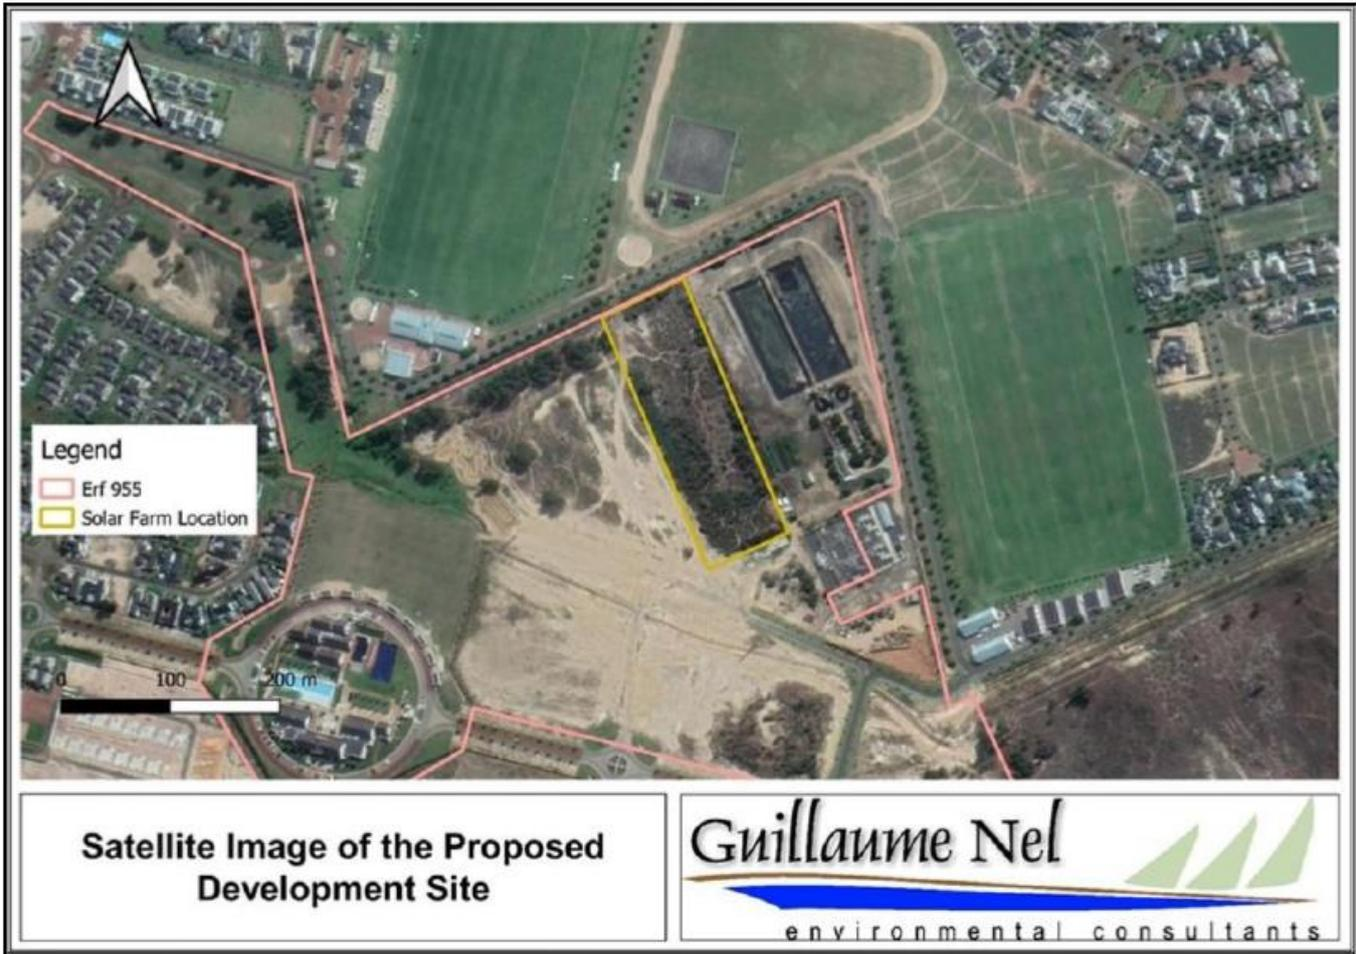 Legend
Erf 955
Solar Farm Location
0 100 200 m
Satellite Image of the Proposed
Development Site
Guillaume Nel
environmental consultants